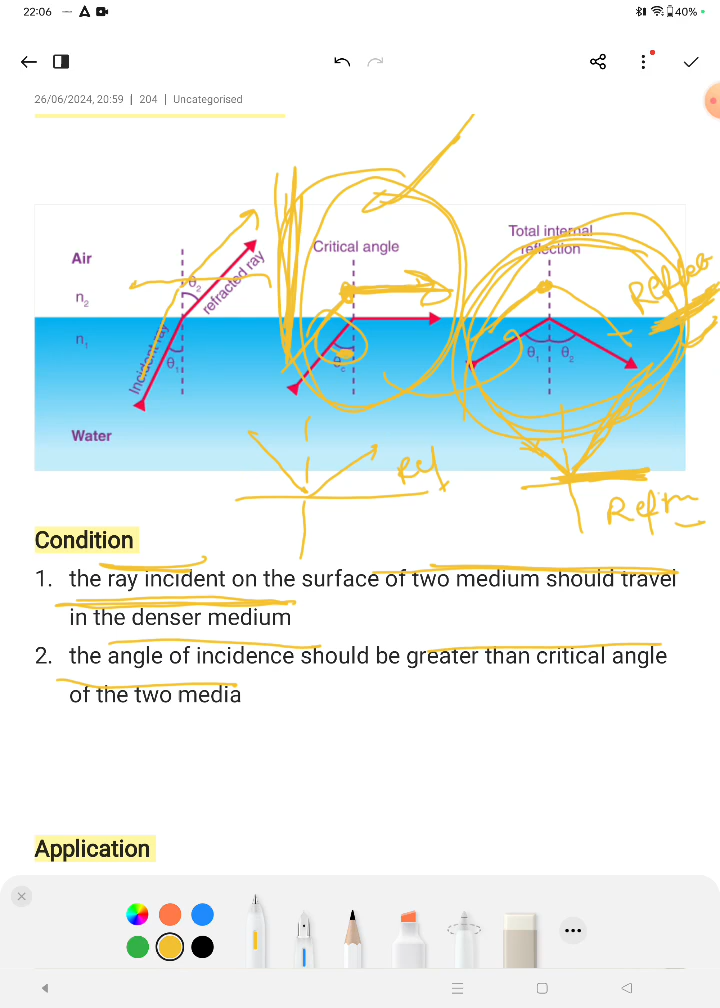 22:06
40%
26/06/2024, 20:59 | 204 | Uncategorised
Critical angle
Total internal
reflection
Air
n2
θ2
refracted ray
n1
Incident ray
θ1
θc
θ1
θ2
Water
Ref
Condition
1. the ray incident on the surface of two medium should travel
in the denser medium
2. the angle of incidence should be greater than critical angle
of the two media
Application